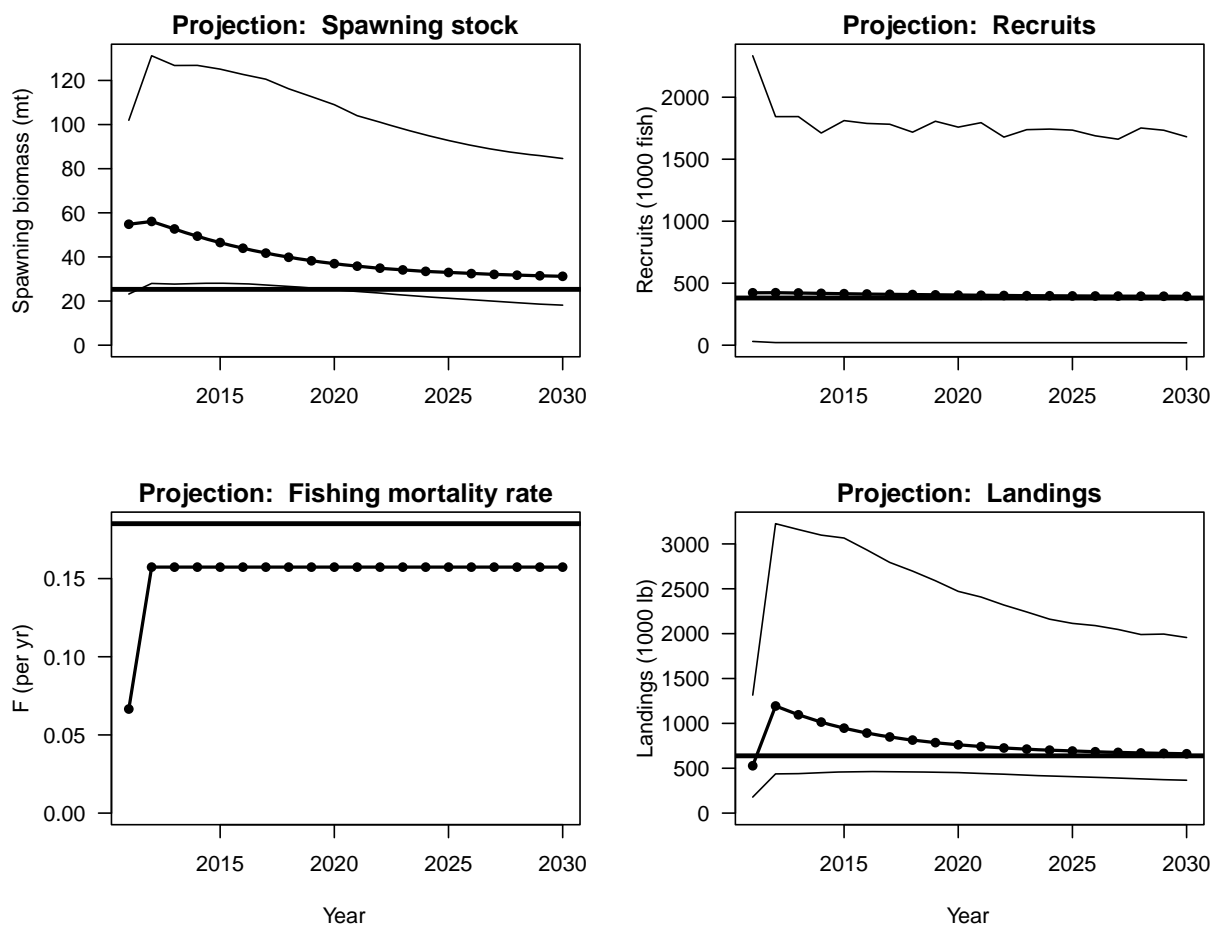 Projection: Spawning stock
Spawning biomass (mt)
120
100
80
60
40
20
0
2015 2020 2025 2030
Projection: Recruits
Recruits (1000 fish)
2000
1500
1000
500
0
2015 2020 2025 2030
Projection: Fishing mortality rate
F (per yr)
0.15
0.10
0.05
0.00
2015 2020 2025 2030
Year
Projection: Landings
Landings (1000 lb)
3000
2500
2000
1500
1000
500
0
2015 2020 2025 2030
Year